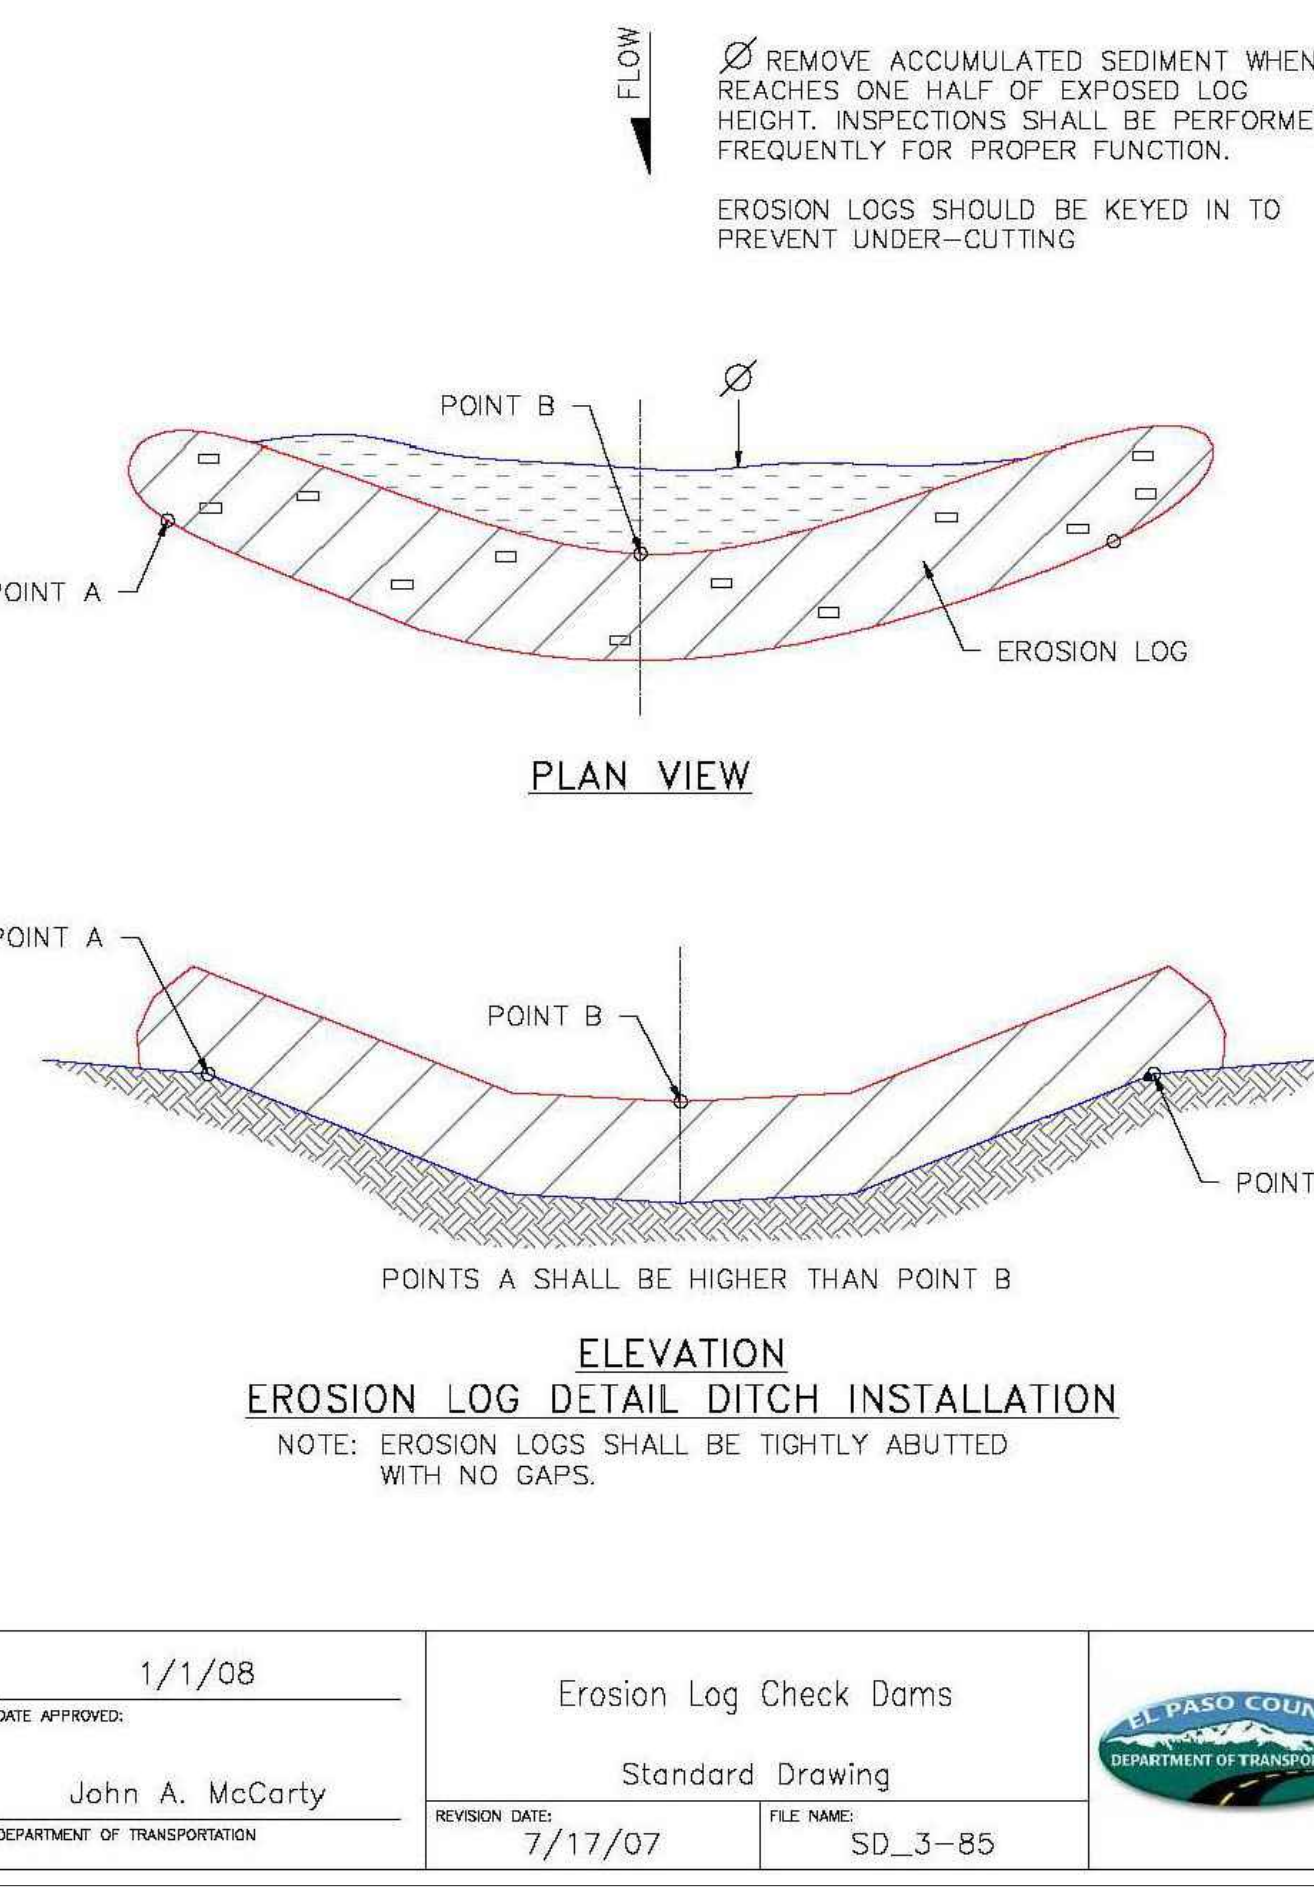 FLOW
Ø REMOVE ACCUMULATED SEDIMENT WHEN
REACHES ONE HALF OF EXPOSED LOG
HEIGHT. INSPECTIONS SHALL BE PERFORME
FREQUENTLY FOR PROPER FUNCTION.
EROSION LOGS SHOULD BE KEYED IN TO
PREVENT UNDER-CUTTING
Ø
POINT B
POINT A
EROSION LOG
PLAN VIEW
POINT A
POINT B
POINT
POINTS A SHALL BE HIGHER THAN POINT B
ELEVATION
EROSION LOG DETAIL DITCH INSTALLATION
NOTE: EROSION LOGS SHALL BE TIGHTLY ABUTTED
WITH NO GAPS.
1/1/08
DATE APPROVED:
John A. McCarty
DEPARTMENT OF TRANSPORTATION
Erosion Log Check Dams
Standard Drawing
REVISION DATE:
7/17/07
FILE NAME:
SD_3-85
EL PASO COUN
DEPARTMENT OF TRANSPO